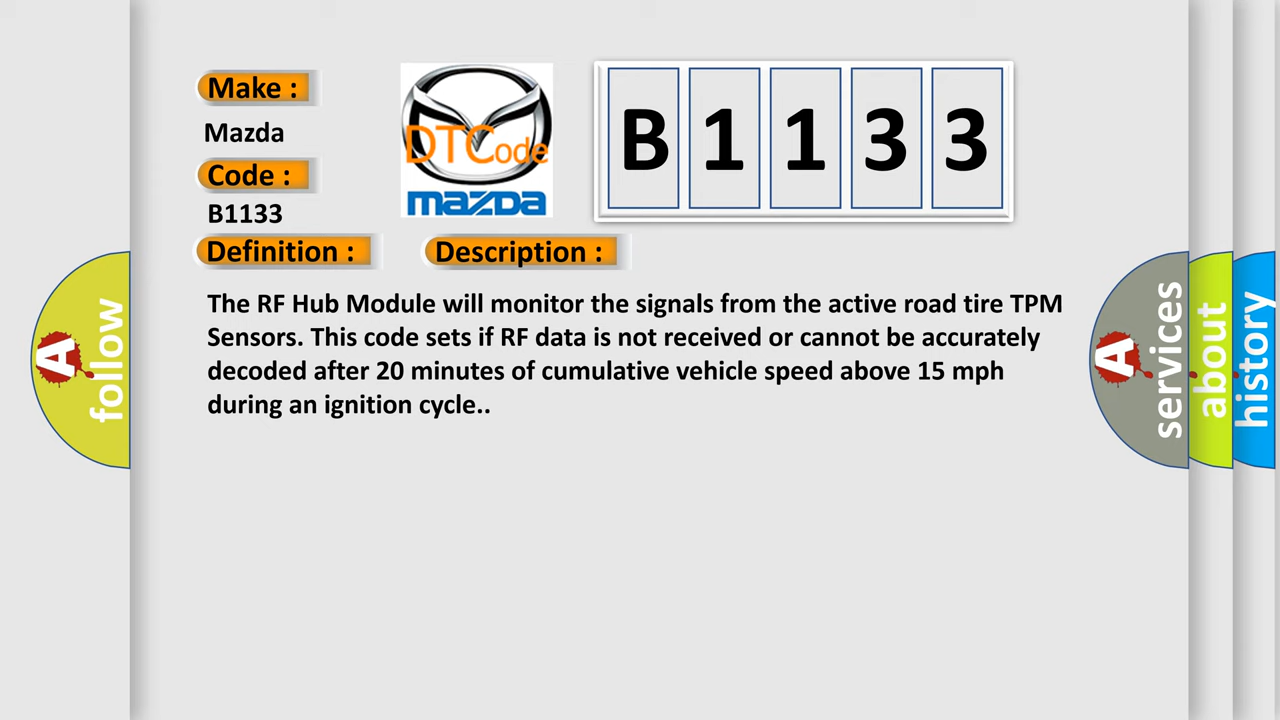 Make :
Mazda
Code :
B1133
Definition :
Description :
DTCode
mazda
B 1 1 3 3
The RF Hub Module will monitor the signals from the active road tire TPM
Sensors. This code sets if RF data is not received or cannot be accurately
decoded after 20 minutes of cumulative vehicle speed above 15 mph
during an ignition cycle..
A follow
A services
about
history